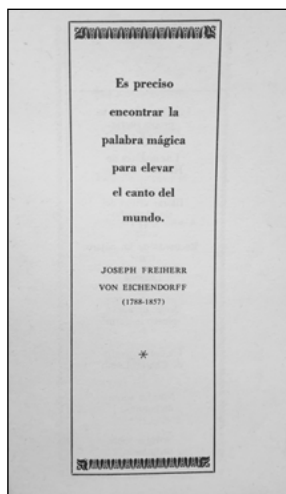 Es preciso
encontrar la
palabra mágica
para elevar
el canto del
mundo.
JOSEPH FREIHERR
VON EICHENDORFF
(1788-1857)
*